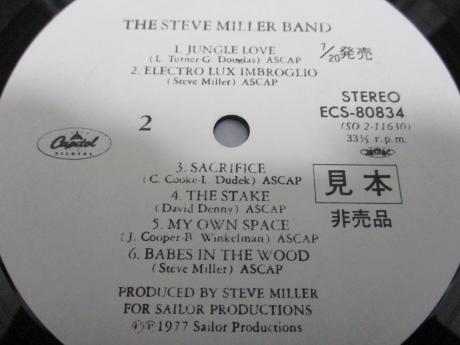 THE STEVE MILLER BAND
1. JUNGLE LOVE
(L. Turner-G. Douglas) ASCAP
7/20発売
2. ELECTRO LUX IMBROGLIO
(Steve Miller) ASCAP
STEREO
ECS-80834
(SO 2-11630)
33⅓ r.p.m.
2
Capitol
RECORDS
3. SACRIFICE
(C. Cooke-L. Dudek) ASCAP
4. THE STAKE
(David Denny) ASCAP
5. MY OWN SPACE
(J. Cooper-B. Winkelman) ASCAP
6. BABES IN THE WOOD
(Steve Miller) ASCAP
見本
非売品
PRODUCED BY STEVE MILLER
FOR SAILOR PRODUCTIONS
©℗1977 Sailor Productions